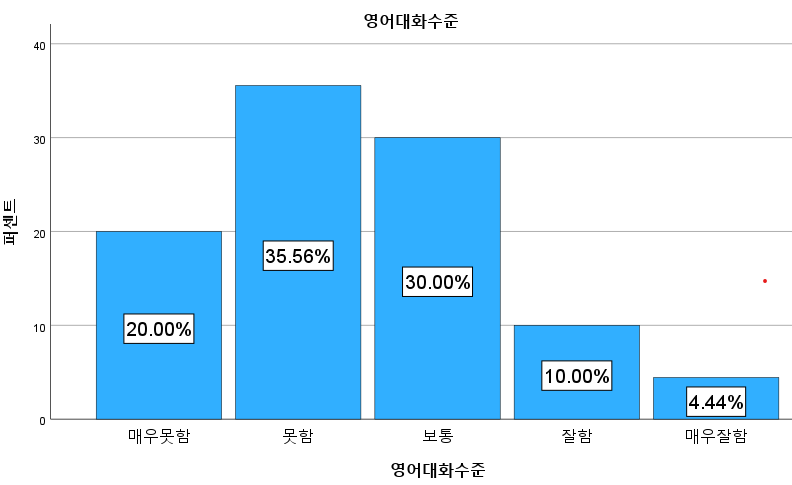 영어대화수준
40
30
20
10
0
퍼센트
20.00%
35.56%
30.00%
10.00%
4.44%
매우못함
못함
보통
잘함
매우잘함
영어대화수준